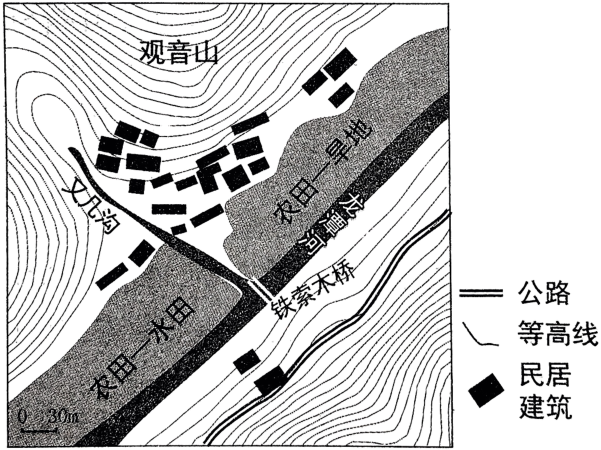 观音山
叉几沟
农田—旱地
龙潭河
铁索木桥
农田—水田
0 30m
公路
等高线
民居
建筑